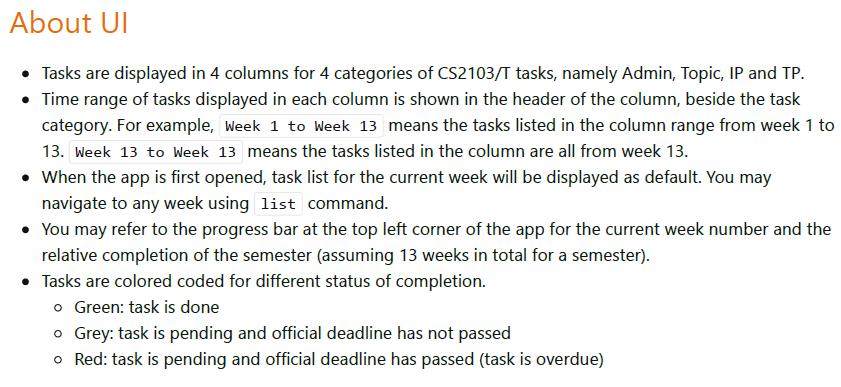 About UI
• Tasks are displayed in 4 columns for 4 categories of CS2103/T tasks, namely Admin, Topic, IP and TP.
• Time range of tasks displayed in each column is shown in the header of the column, beside the task
category. For example, Week 1 to Week 13 means the tasks listed in the column range from week 1 to
13. Week 13 to Week 13 means the tasks listed in the column are all from week 13.
• When the app is first opened, task list for the current week will be displayed as default. You may
navigate to any week using list command.
• You may refer to the progress bar at the top left corner of the app for the current week number and the
relative completion of the semester (assuming 13 weeks in total for a semester).
• Tasks are colored coded for different status of completion.
○ Green: task is done
○ Grey: task is pending and official deadline has not passed
○ Red: task is pending and official deadline has passed (task is overdue)